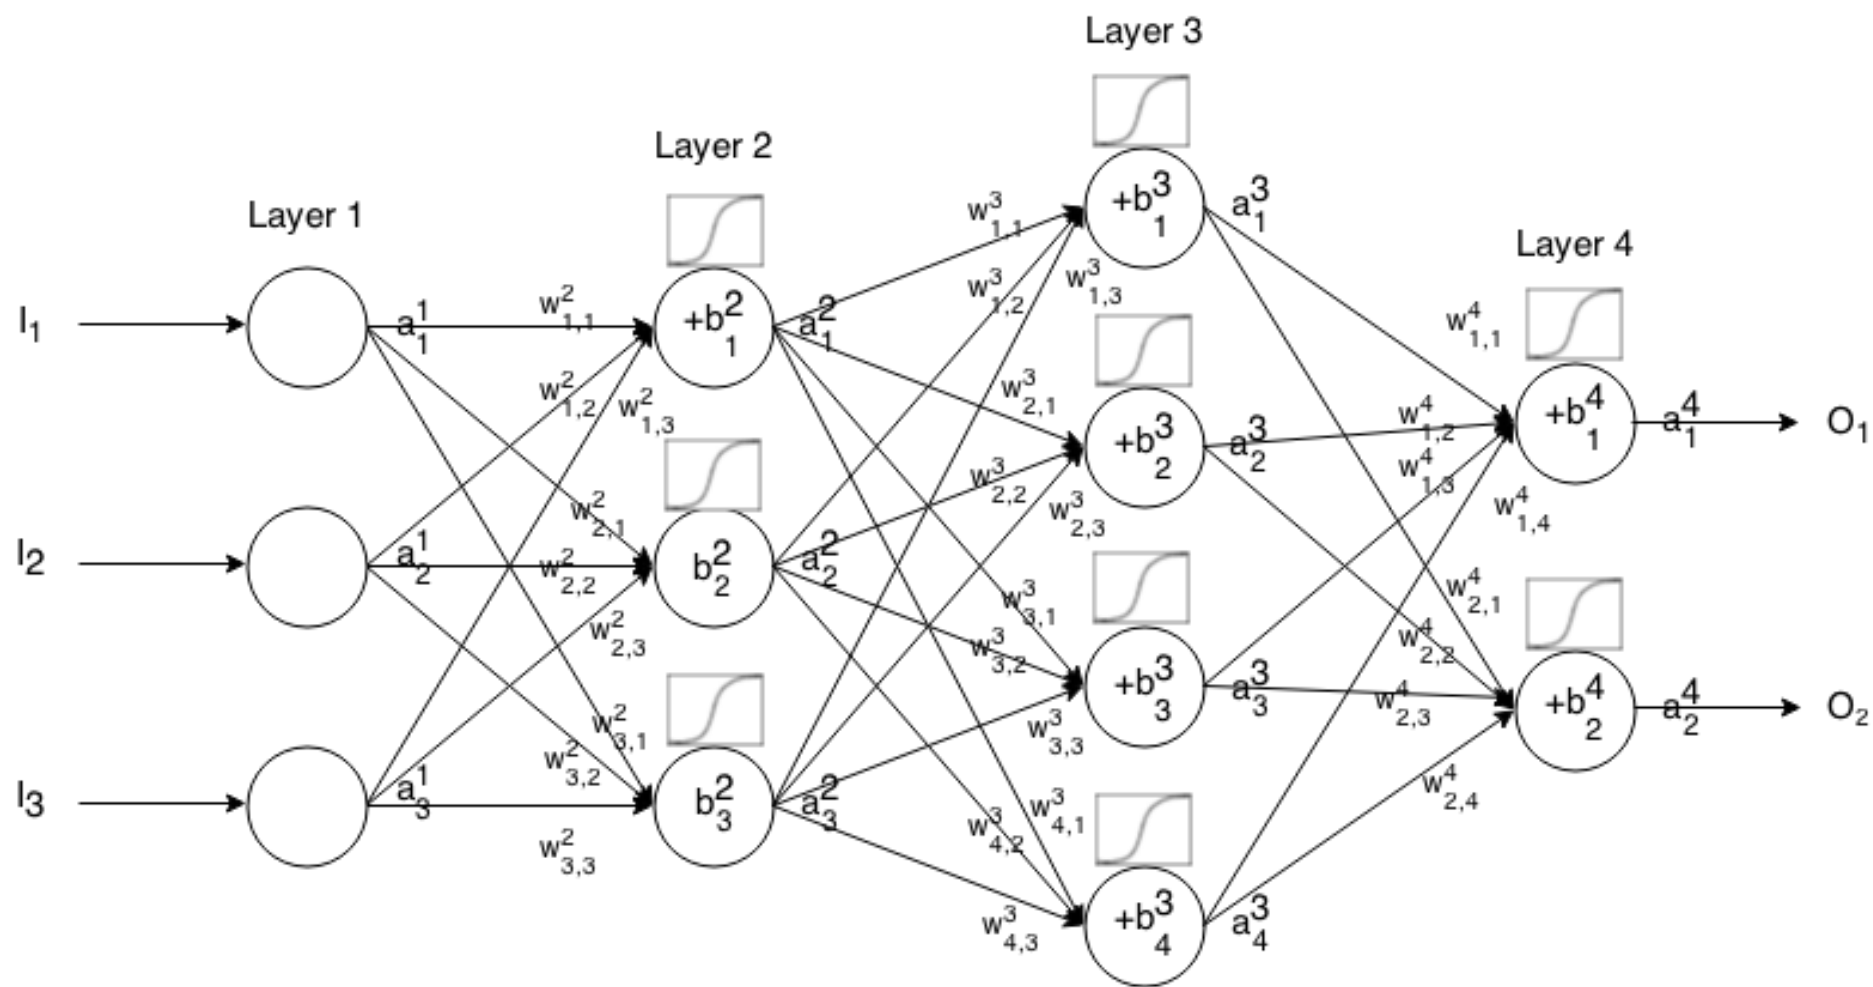 Layer 1
Layer 2
Layer 3
Layer 4
I₁
I2
I3
a¹₁
a¹₂
a¹₃
w²₁,₁
w²₁,₂
w²₁,₃
w²₂,₁
w²₂,₂
w²₂,₃
w²₃,₁
w²₃,₂
w²₃,₃
+b²₁
b²₂
b²₃
a²₁
a²₂
a²₃
w³₁,₁
w³₁,₂
w³₁,₃
w³₂,₁
w³₂,₂
w³₂,₃
w³₃,₁
w³₃,₂
w³₃,₃
w³₄,₁
w³₄,₂
w³₄,₃
+b³₁
+b³₂
+b³₃
+b³₄
a³₁
a³₂
a³₃
a³₄
w⁴₁,₁
w⁴₁,₂
w⁴₁,₃
w⁴₁,₄
w⁴₂,₁
w⁴₂,₂
w⁴₂,₃
w⁴₂,₄
+b⁴₁
+b⁴₂
a⁴₁
a⁴₂
O₁
O₂